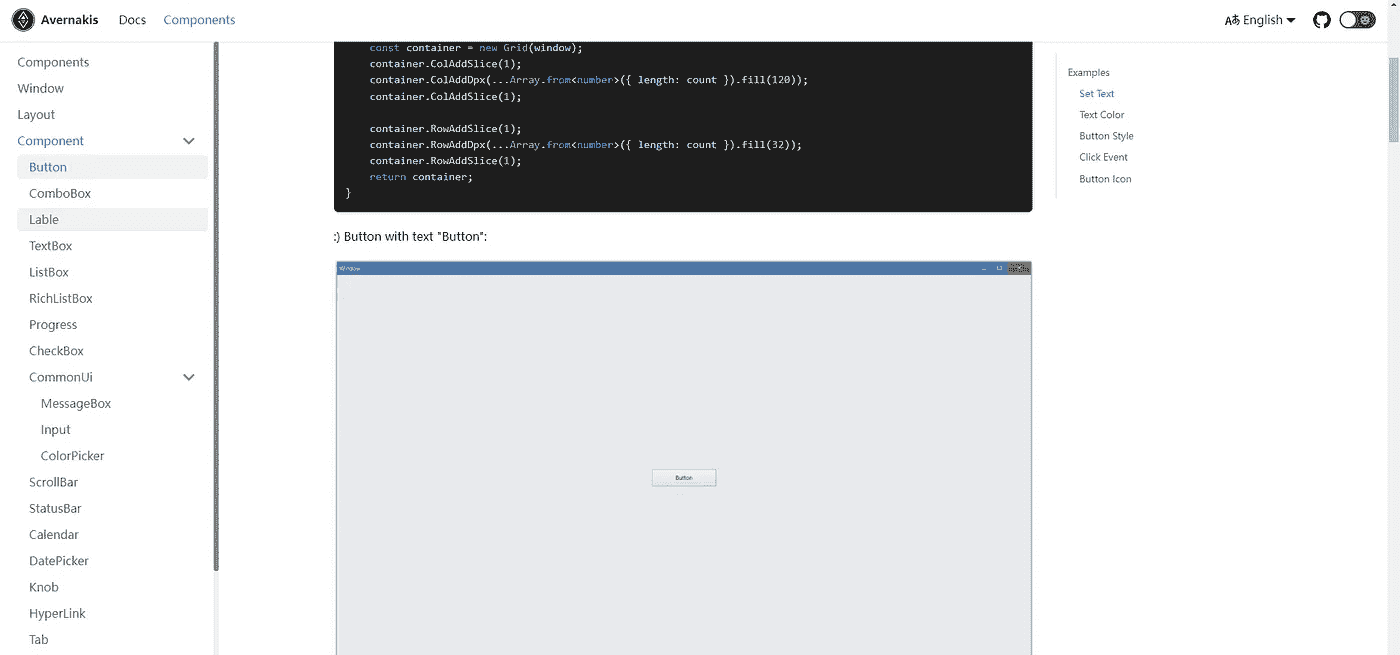 Avernakis Docs Components English
Components
Window
Layout
Component
Button
ComboBox
Lable
TextBox
ListBox
RichListBox
Progress
CheckBox
CommonUi
MessageBox
Input
ColorPicker
ScrollBar
StatusBar
Calendar
DatePicker
Knob
HyperLink
Tab
const container = new Grid(window);
container.ColAddSlice(1);
container.ColAddDpx(...Array.from<number>({ length: count }).fill(120));
container.ColAddSlice(1);
container.RowAddSlice(1);
container.RowAddDpx(...Array.from<number>({ length: count }).fill(32));
container.RowAddSlice(1);
return container;
}
:) Button with text "Button":
Window
Button
Examples
Set Text
Text Color
Button Style
Click Event
Button Icon